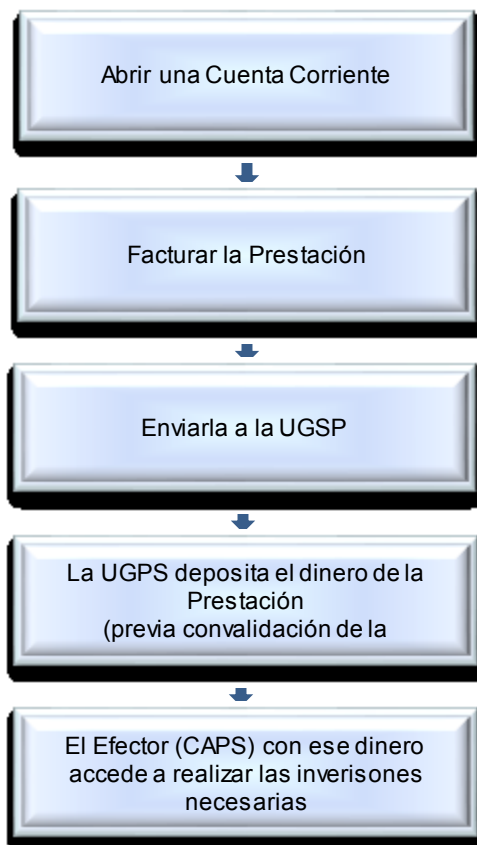 Abrir una Cuenta Corriente
Facturar la Prestación
Enviarla a la UGSP
La UGPS deposita el dinero de la
Prestación
(previa convalidación de la
El Efector (CAPS) con ese dinero
accede a realizar las inverisones
necesarias